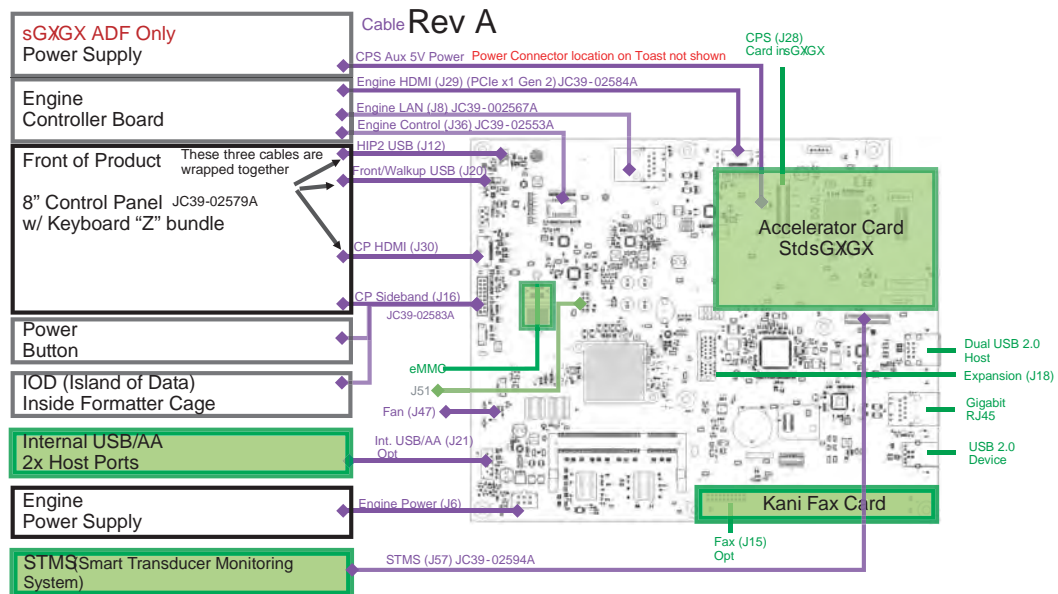 Cable Rev A
sGXGX ADF Only
Power Supply
CPS Aux 5V Power Power Connector location on Toast not shown
CPS (J28)
Card insGXGX
Engine
Controller Board
Engine HDMI (J29) (PCIe x1 Gen 2) JC39-02584A
Engine LAN (J8) JC39-002567A
Engine Control (J36) JC39-02553A
Front of Product
These three cables are
wrapped together
8” Control Panel JC39-02579A
w/ Keyboard “Z” bundle
HIP2 USB (J12)
Front/Walkup USB (J20)
CP HDMI (J30)
CP Sideband (J16)
JC39-02583A
Accelerator Card
StdsGXGX
Power
Button
IOD (Island of Data)
Inside Formatter Cage
eMMC
J51
Fan (J47)
Dual USB 2.0
Host
Expansion (J18)
Gigabit
RJ45
USB 2.0
Device
Internal USB/AA
2x Host Ports
Int. USB/AA (J21)
Opt
Engine
Power Supply
Engine Power (J6)
Kani Fax Card
Fax (J15)
Opt
STMS(Smart Transducer Monitoring
System)
STMS (J57) JC39-02594A